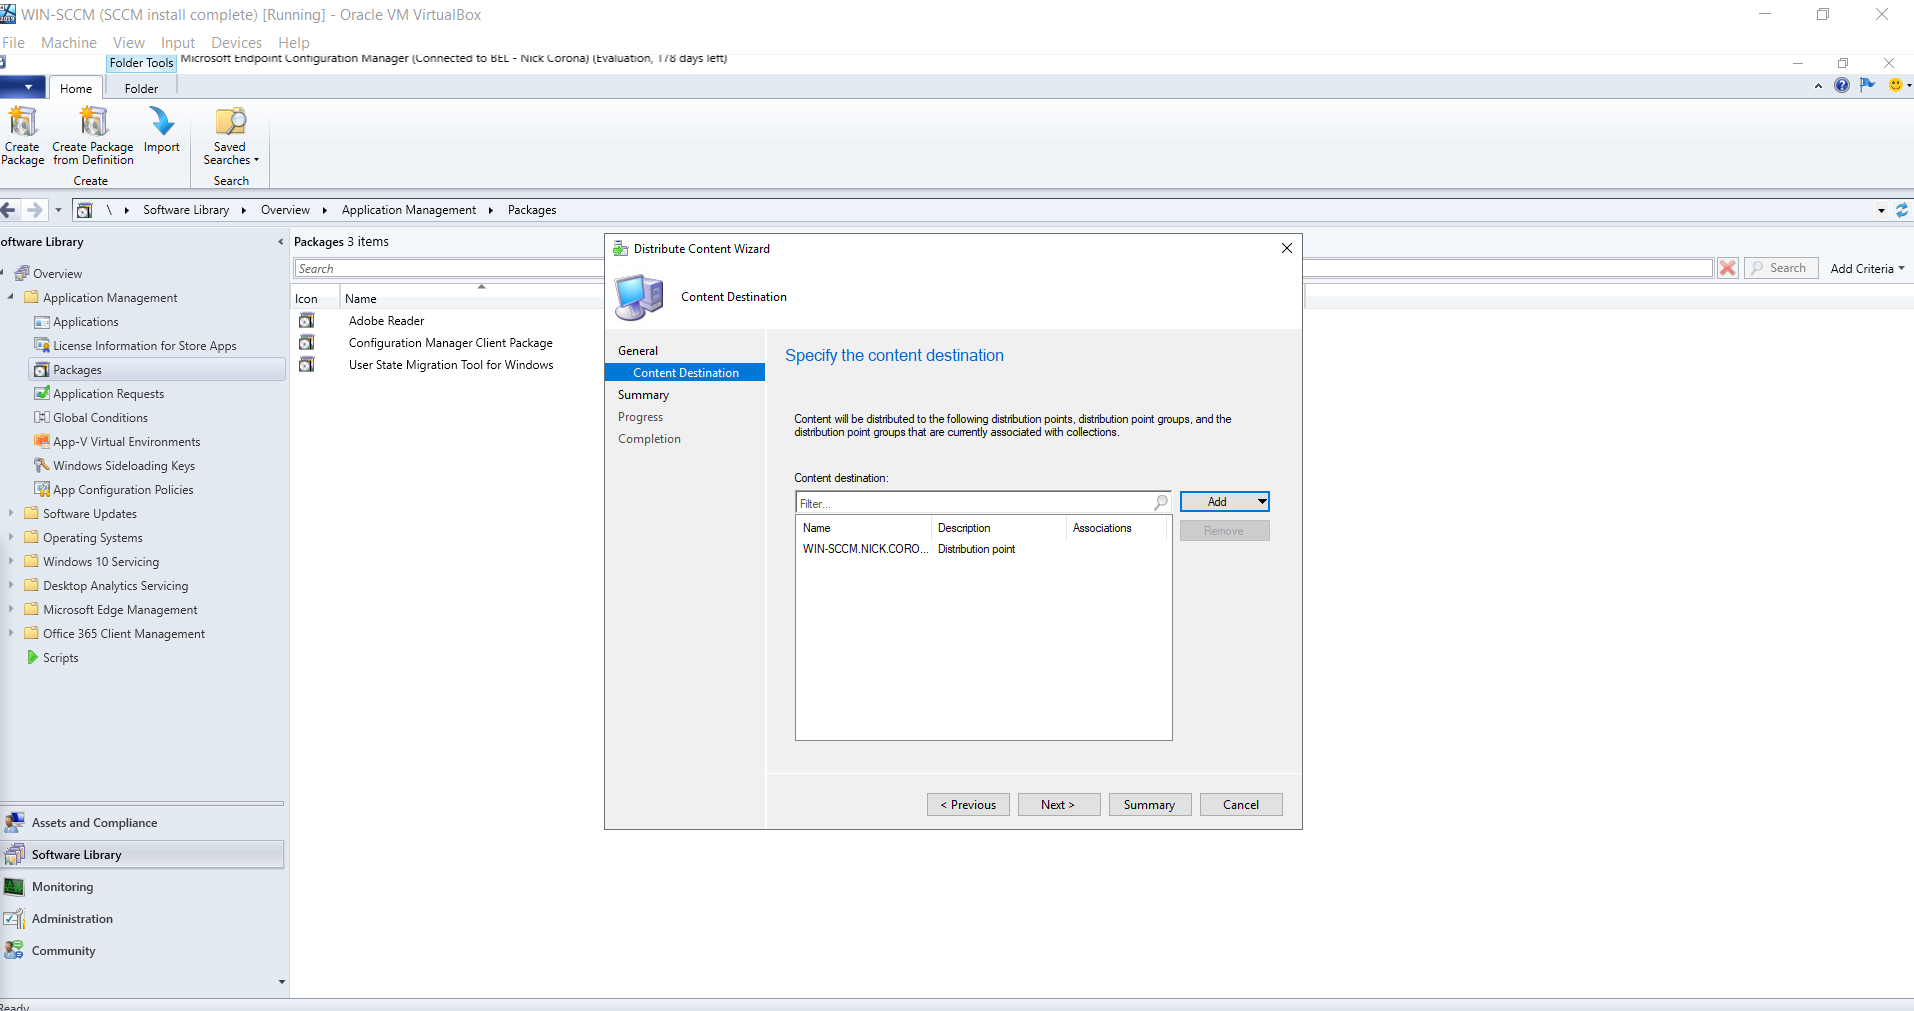 WIN-SCCM (SCCM install complete) [Running] - Oracle VM VirtualBox
File Machine View Input Devices Help
Folder Tools Microsoft Endpoint Configuration Manager (Connected to BEL - Nick Corona) (Evaluation, 178 days left)
Home Folder
Create Package
Create Package from Definition
Import
Saved Searches
Create
Search
\ Software Library Overview Application Management Packages
oftware Library
Overview
Application Management
Applications
License Information for Store Apps
Packages
Application Requests
Global Conditions
App-V Virtual Environments
Windows Sideloading Keys
App Configuration Policies
Software Updates
Operating Systems
Windows 10 Servicing
Desktop Analytics Servicing
Microsoft Edge Management
Office 365 Client Management
Scripts
Assets and Compliance
Software Library
Monitoring
Administration
Community
Ready
Packages 3 items
Search
Search
Add Criteria
Icon Name
Adobe Reader
Configuration Manager Client Package
User State Migration Tool for Windows
Distribute Content Wizard
Content Destination
General
Content Destination
Summary
Progress
Completion
Specify the content destination
Content will be distributed to the following distribution points, distribution point groups, and the
distribution point groups that are currently associated with collections.
Content destination:
Filter...
Add
Remove
Name Description Associations
WIN-SCCM.NICK.CORO... Distribution point
< Previous Next > Summary Cancel